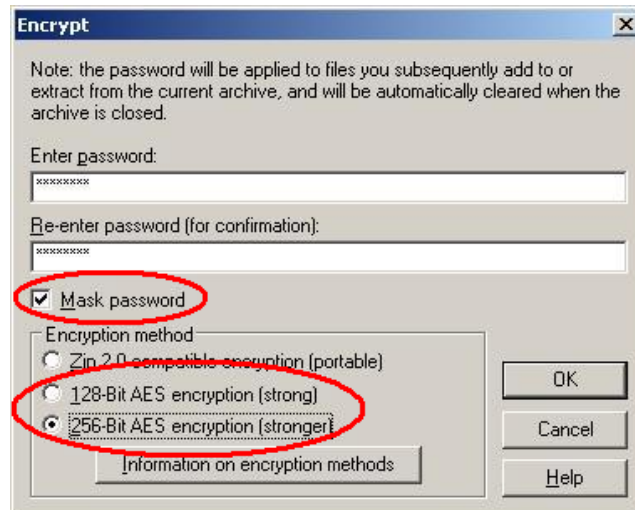 Encrypt
Note: the password will be applied to files you subsequently add to or
extract from the current archive, and will be automatically cleared when the
archive is closed.
Enter password:
********
Re-enter password (for confirmation):
********
Mask password
Encryption method
Zip 2.0 compatible encryption (portable)
128-Bit AES encryption (strong)
256-Bit AES encryption (stronger)
Information on encryption methods
OK
Cancel
Help